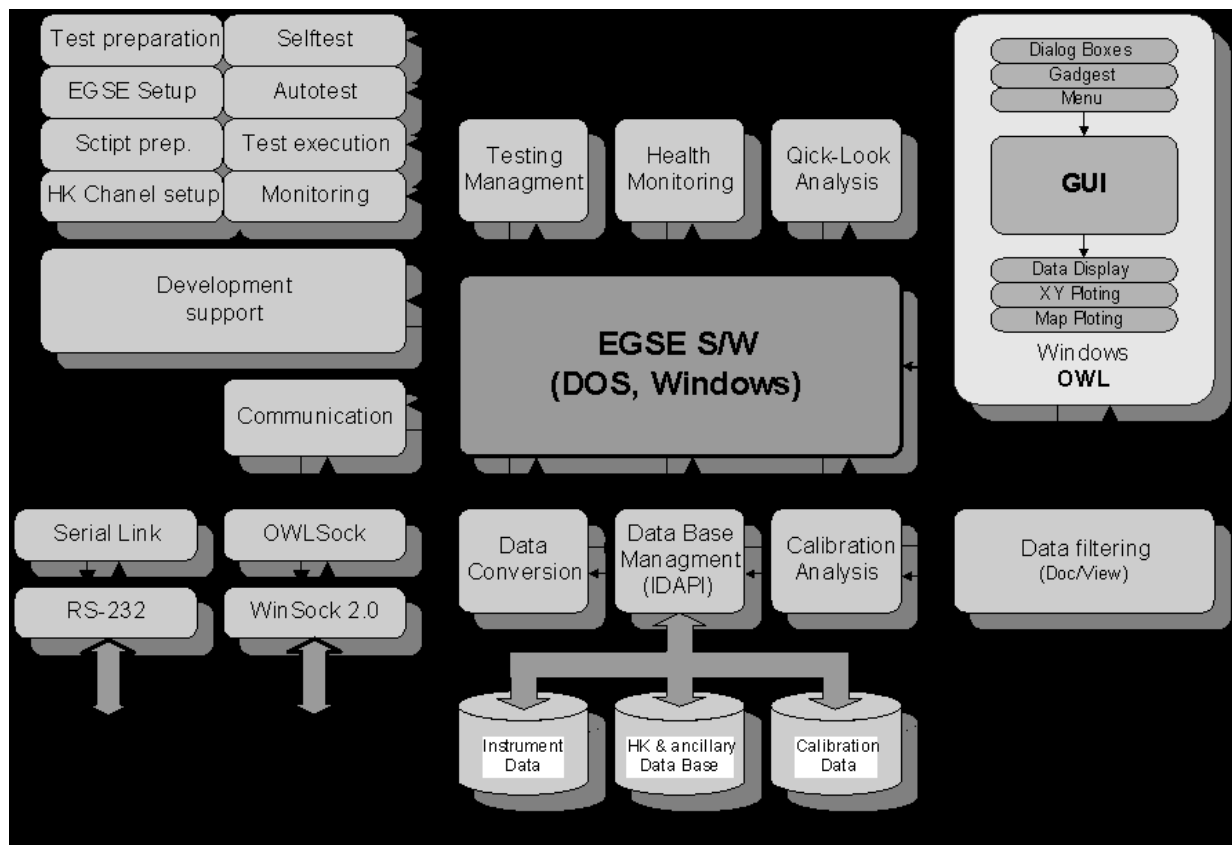 Test preparation
Selftest
EGSE Setup
Autotest
Sctipt prep.
Test execution
HK Chanel setup
Monitoring
Development
support
Communication
Serial Link
OWLSock
RS-232
WinSock 2.0
Testing
Managment
Health
Monitoring
Qick-Look
Analysis
EGSE S/W
(DOS, Windows)
Data
Conversion
Data Base
Managment
(IDAPI)
Calibration
Analysis
Instrument
Data
HK & ancillary
Data Base
Calibration
Data
Dialog Boxes
Gadgest
Menu
GUI
Data Display
XY Ploting
Map Ploting
Windows
OWL
Data filtering
(Doc/View)